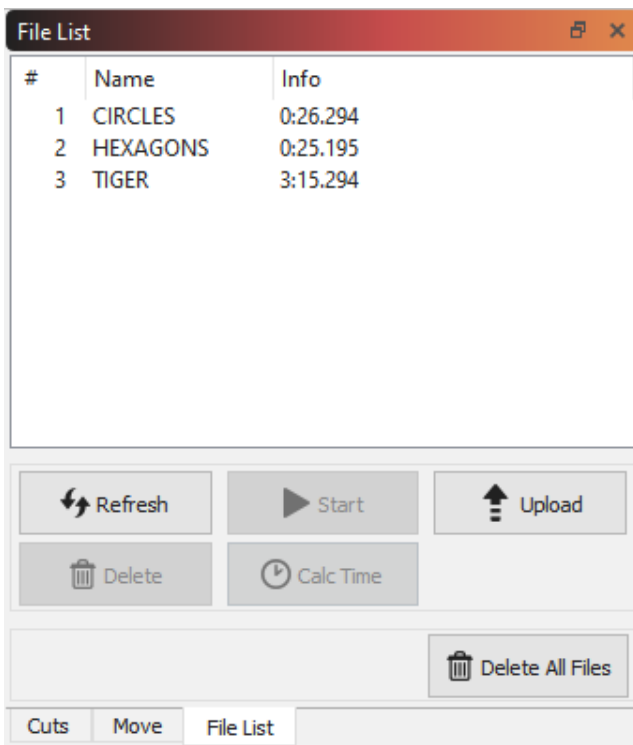 File List
# Name Info
1 CIRCLES 0:26.294
2 HEXAGONS 0:25.195
3 TIGER 3:15.294
Refresh Start Upload
Delete Calc Time
Delete All Files
Cuts Move File List